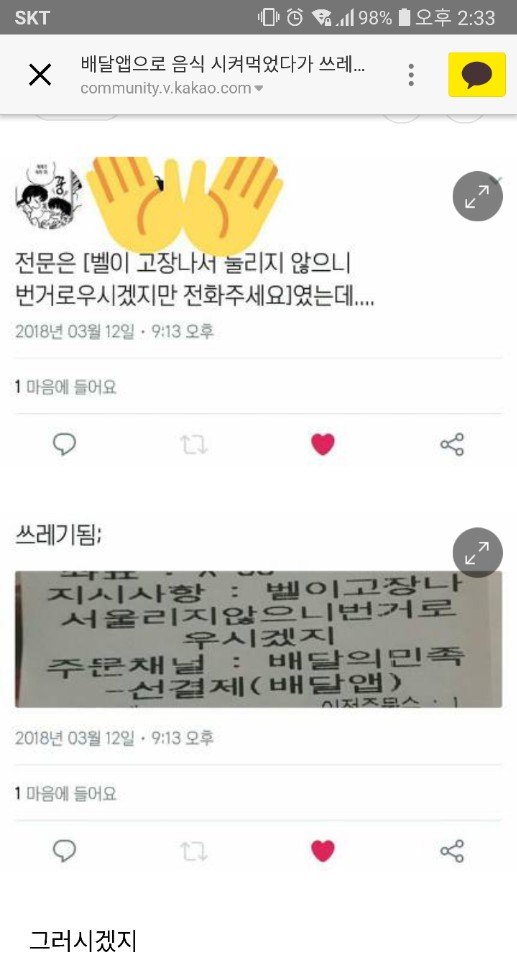 SKT 98% 오후 2:33
배달앱으로 음식 시켜먹었다가 쓰레...
community.v.kakao.com
전문은 [벨이 고장나서 울리지 않으니
번거로우시겠지만 전화주세요]였는데....
2018년 03월 12일 · 9:13 오후
1 마음에 들어요
쓰레기됨;
지시사항 : 벨이고장나
서울리지않으니번거로
우시겠지
주문채널 : 배달의민족
-선결제(배달앱)
2018년 03월 12일 · 9:13 오후
1 마음에 들어요
그러시겠지